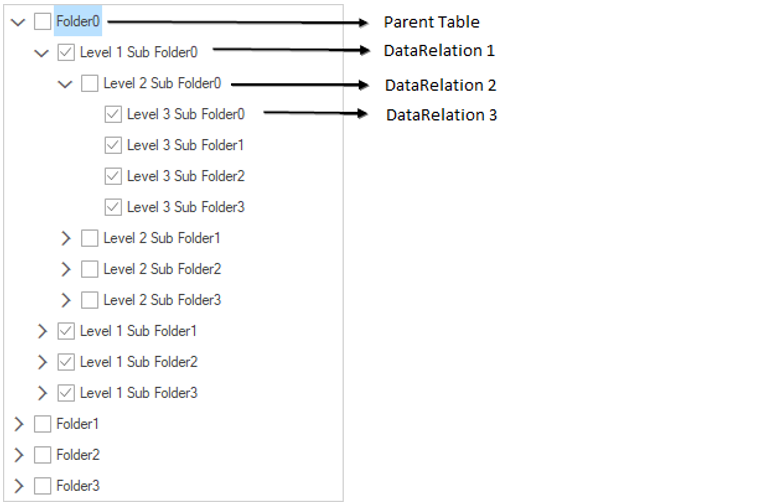 Folder0 Parent Table
Level 1 Sub Folder0 DataRelation 1
Level 2 Sub Folder0 DataRelation 2
Level 3 Sub Folder0 DataRelation 3
Level 3 Sub Folder1
Level 3 Sub Folder2
Level 3 Sub Folder3
Level 2 Sub Folder1
Level 2 Sub Folder2
Level 2 Sub Folder3
Level 1 Sub Folder1
Level 1 Sub Folder2
Level 1 Sub Folder3
Folder1
Folder2
Folder3